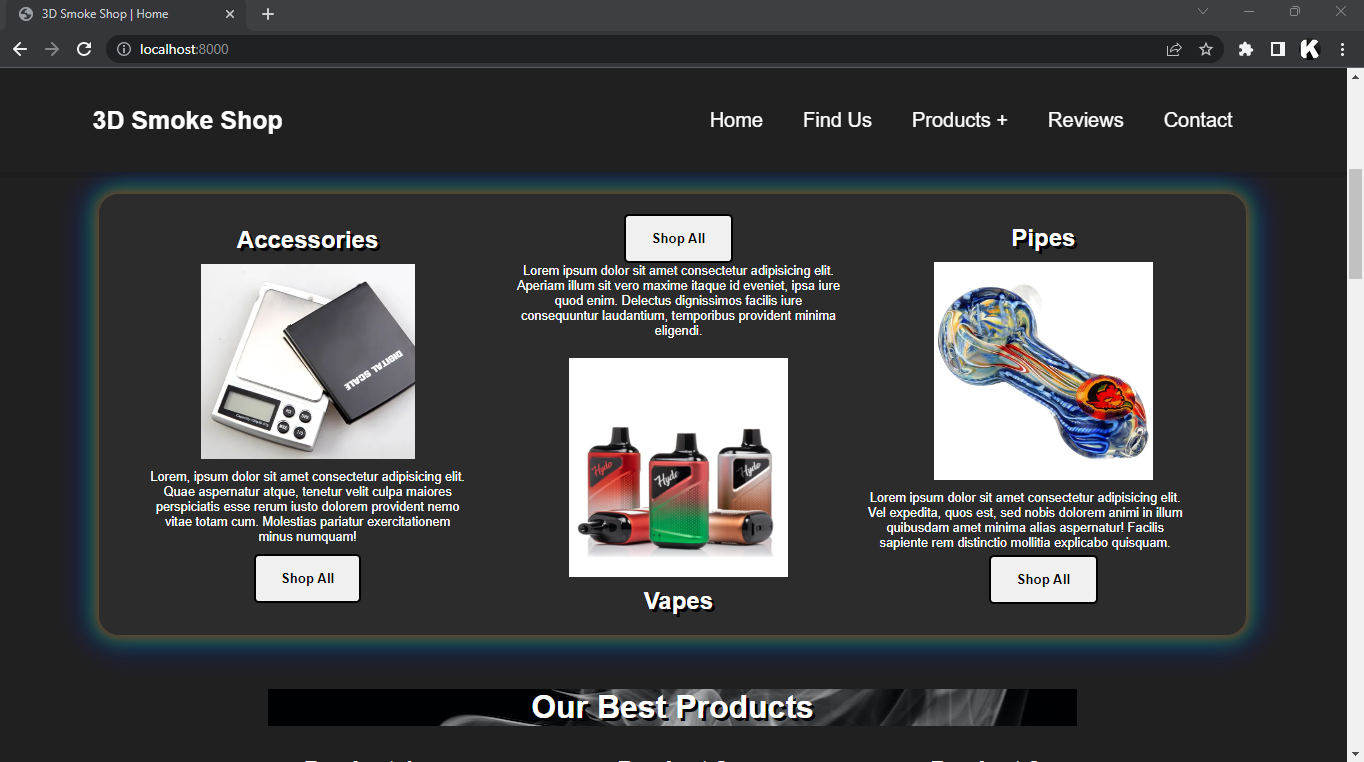 3D Smoke Shop | Home
localhost:8000
3D Smoke Shop
Home
Find Us
Products +
Reviews
Contact
Accessories
DIGITAL SCALE
Lorem, ipsum dolor sit amet consectetur adipisicing elit.
Quae aspernatur atque, tenetur velit culpa maiores
perspiciatis esse rerum iusto dolorem provident nemo
vitae totam cum. Molestias pariatur exercitationem
minus numquam!
Shop All
Shop All
Lorem ipsum dolor sit amet consectetur adipisicing elit.
Aperiam illum sit vero maxime itaque id eveniet, ipsa iure
quod enim. Delectus dignissimos facilis iure
consequuntur laudantium, temporibus provident minima
eligendi.
Hyde
Hyde
Hyde
Vapes
Pipes
Lorem ipsum dolor sit amet consectetur adipisicing elit.
Vel expedita, quos est, sed nobis dolorem animi in illum
quibusdam amet minima alias aspernatur! Facilis
sapiente rem distinctio mollitia explicabo quisquam.
Shop All
Our Best Products